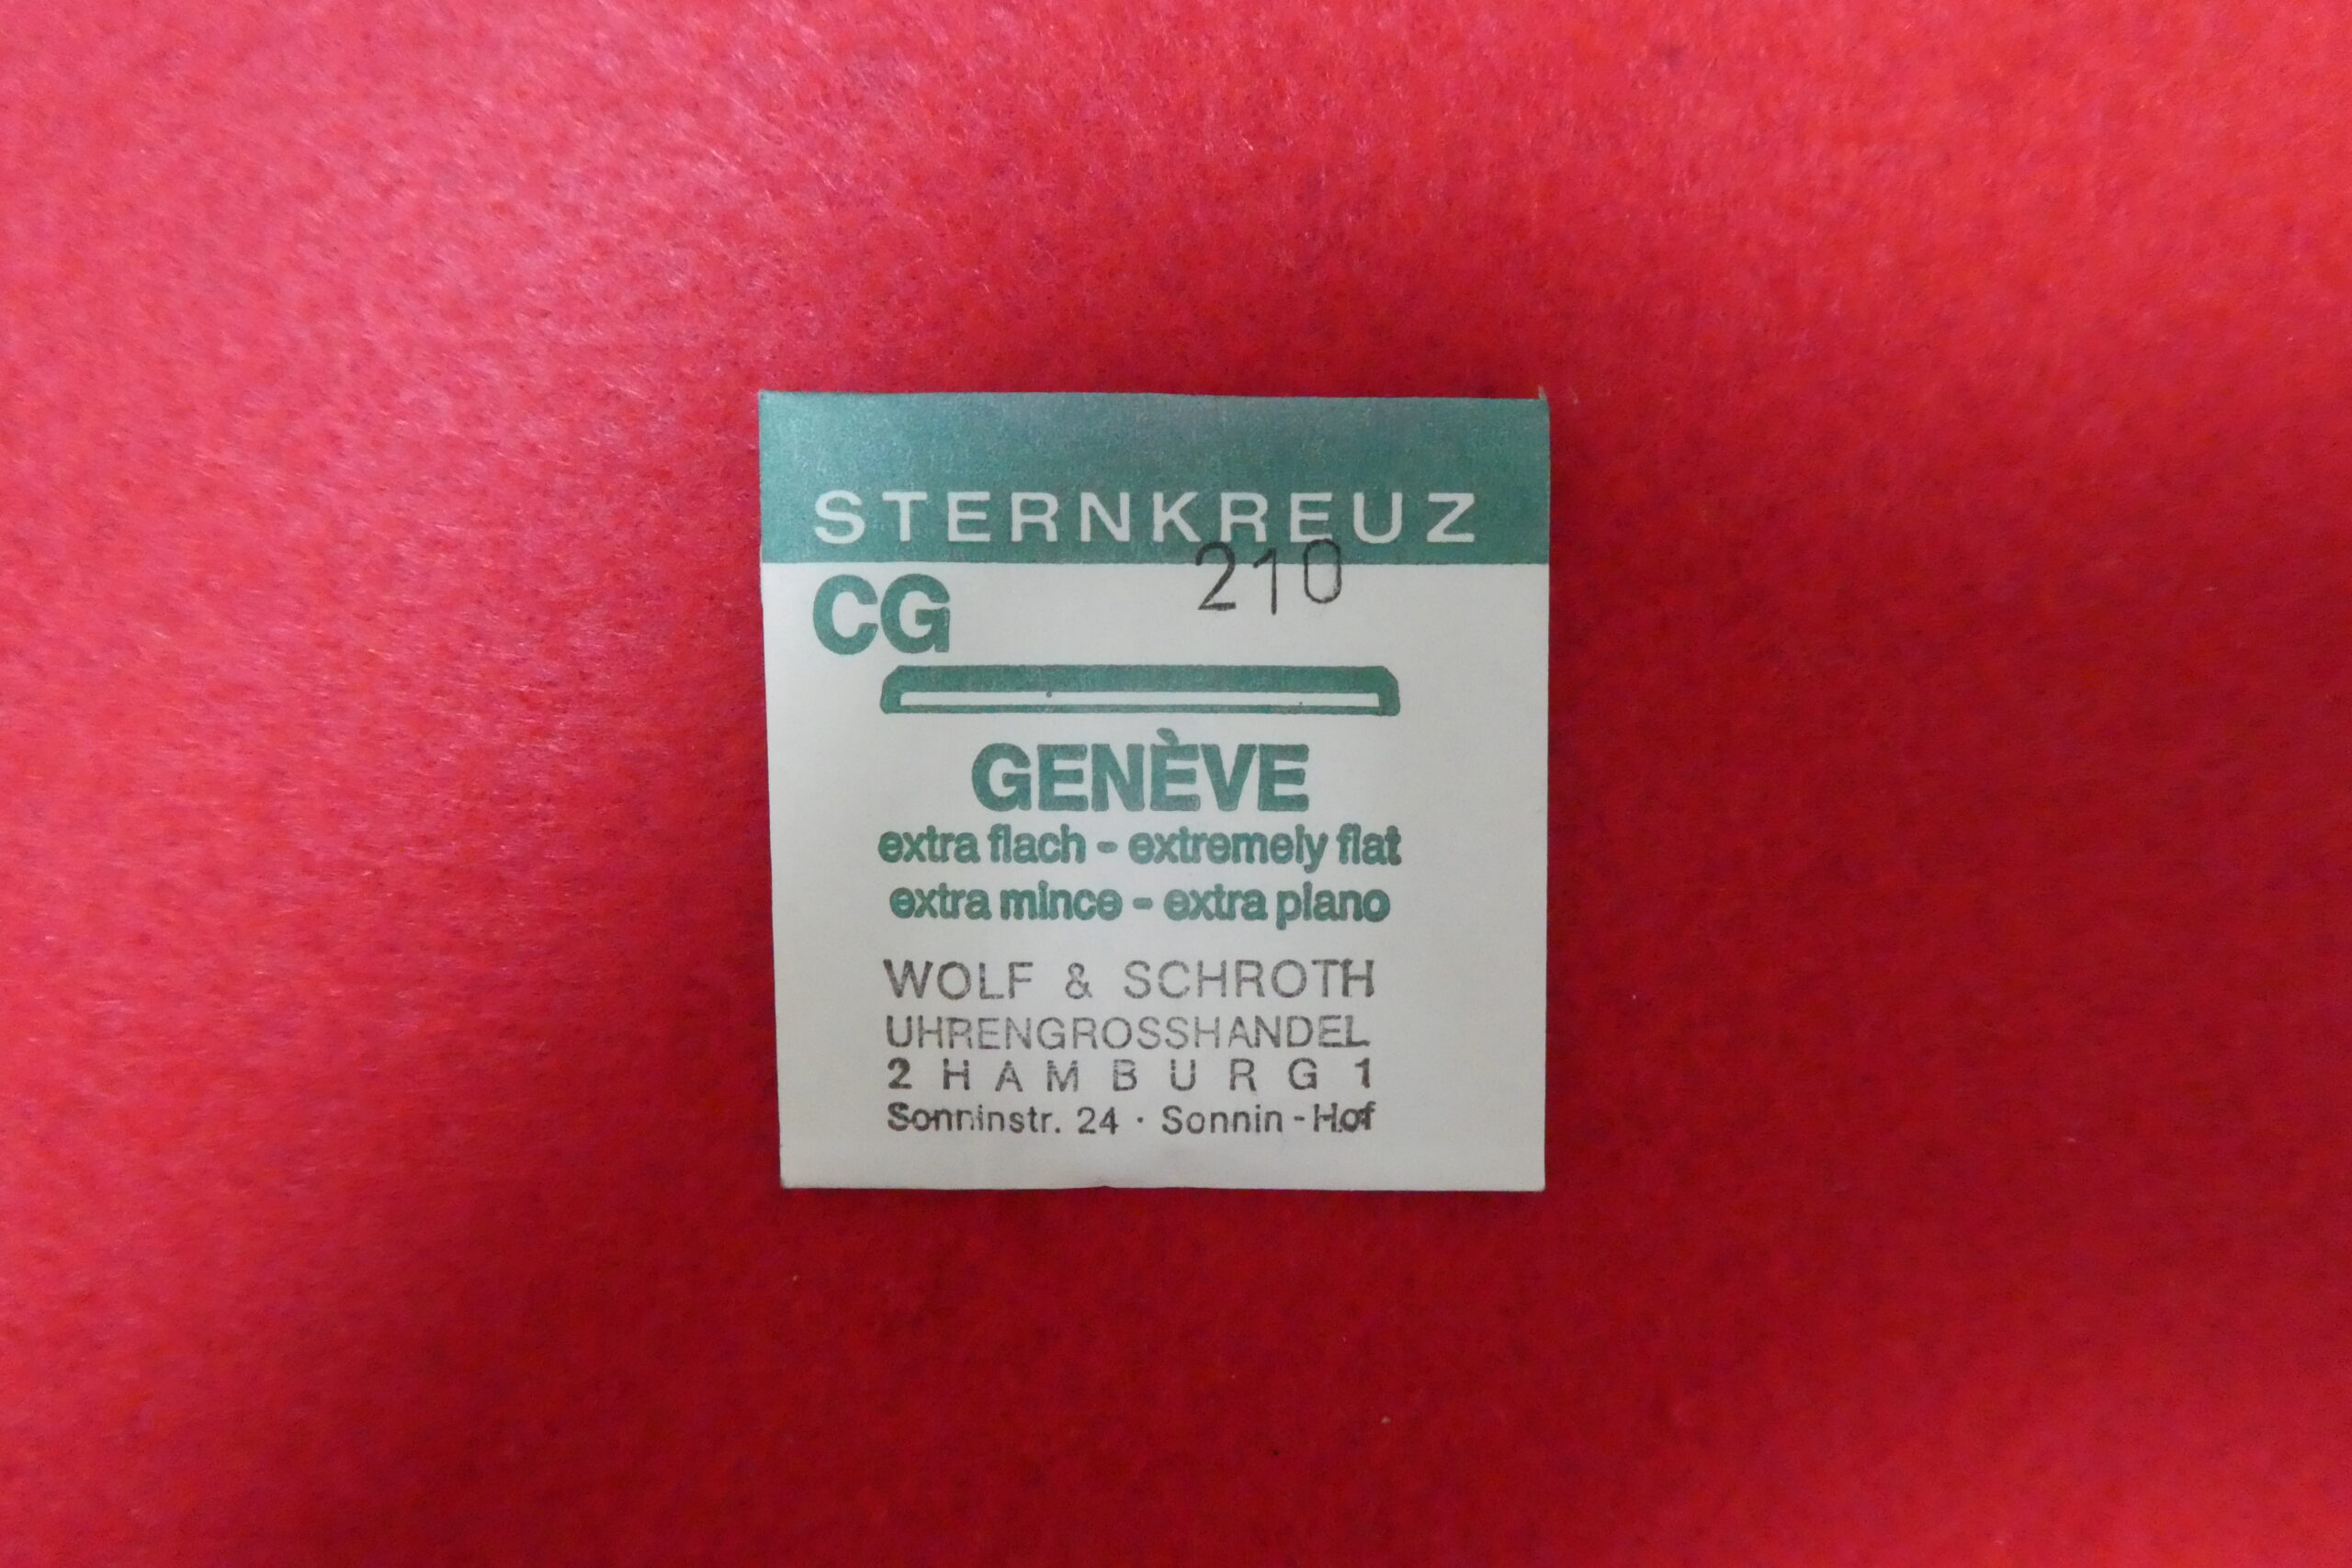 STERNKREUZ
210
CG
GENÈVE
extra flach - extremely flat
extra mince - extra plano
WOLF & SCHROTH
UHRENGROSSHANDEL
2 HAMBURG 1
Sonninstr. 24 · Sonnin - Hof